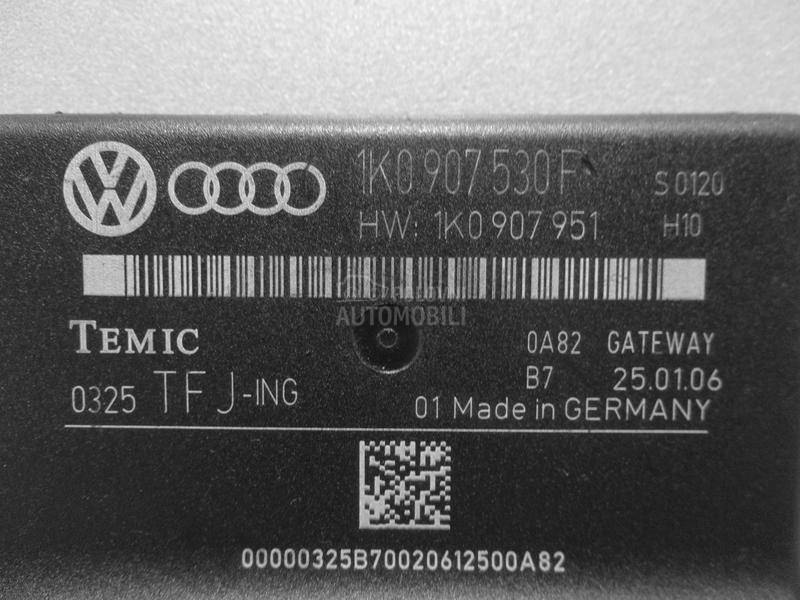 1K0 907 530 F S 0120
HW: 1K0 907 951 H10
AUTOMOBILI
TEMIC 0A82 GATEWAY
B7 25.01.06
0325 TFJ-ING
01 Made in GERMANY
00000325B70020612500A82